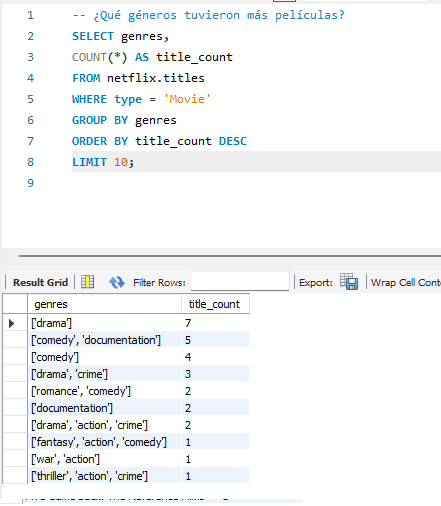 1 -- ¿Qué géneros tuvieron más películas?
2 SELECT genres,
3 COUNT(*) AS title_count
4 FROM netflix.titles
5 WHERE type = 'Movie'
6 GROUP BY genres
7 ORDER BY title_count DESC
8 LIMIT 10;
9
Result Grid Filter Rows: Export: Wrap Cell Conte
genres title_count
['drama'] 7
['comedy', 'documentation'] 5
['comedy'] 4
['drama', 'crime'] 3
['romance', 'comedy'] 2
['documentation'] 2
['drama', 'action', 'crime'] 2
['fantasy', 'action', 'comedy'] 1
['war', 'action'] 1
['thriller', 'action', 'crime'] 1